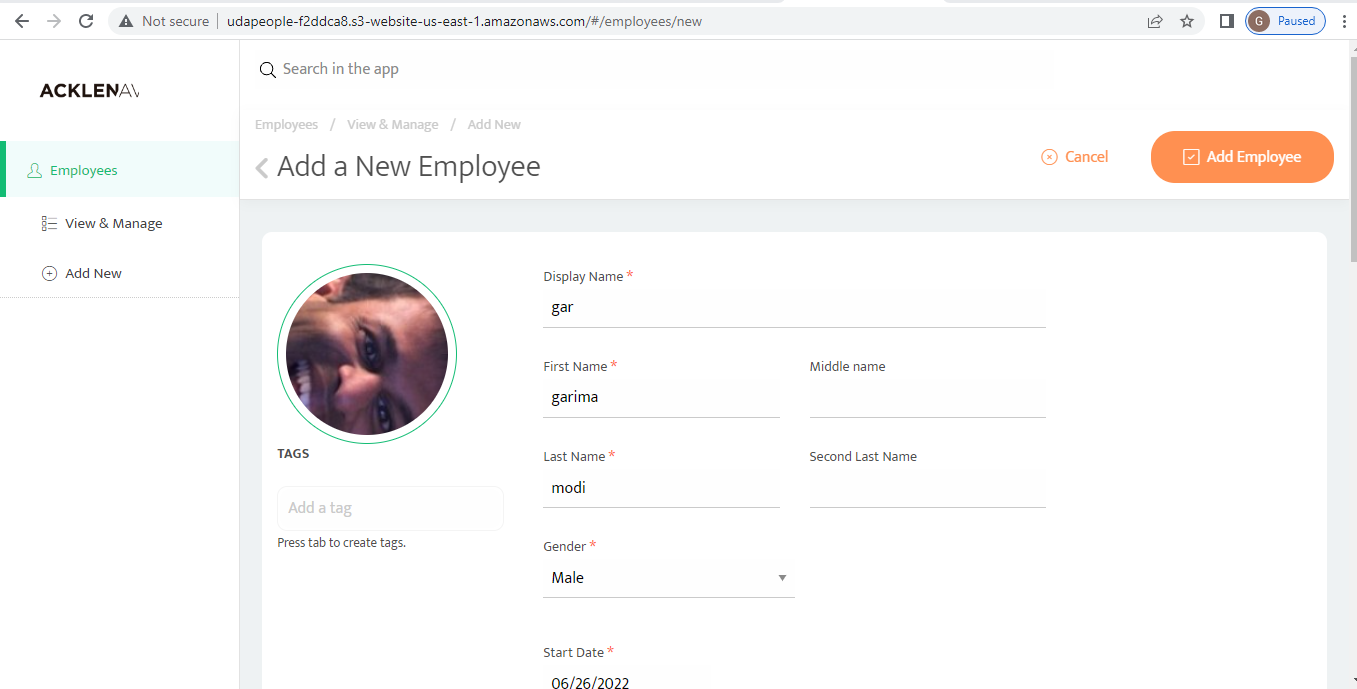 Not secure | udapeople-f2ddca8.s3-website-us-east-1.amazonaws.com/#/employees/new
G Paused
ACKLENAV
Search in the app
Employees / View & Manage / Add New
Add a New Employee
Cancel
Add Employee
Employees
View & Manage
Add New
TAGS
Add a tag
Press tab to create tags.
Display Name *
gar
First Name *
Middle name
garima
Last Name *
Second Last Name
modi
Gender *
Male
Start Date *
06/26/2022